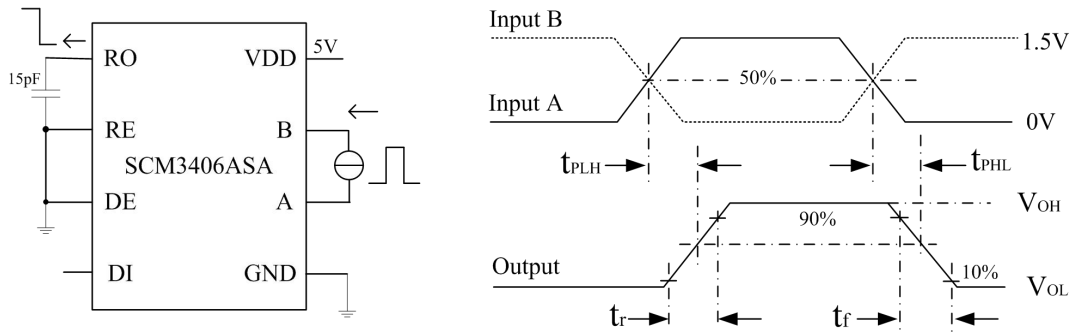 RO
VDD
5V
15pF
RE
B
SCM3406ASA
DE
A
DI
GND
Input B
1.5V
50%
Input A
0V
tPLH
tPHL
VOH
90%
Output
10%
VOL
tr
tf